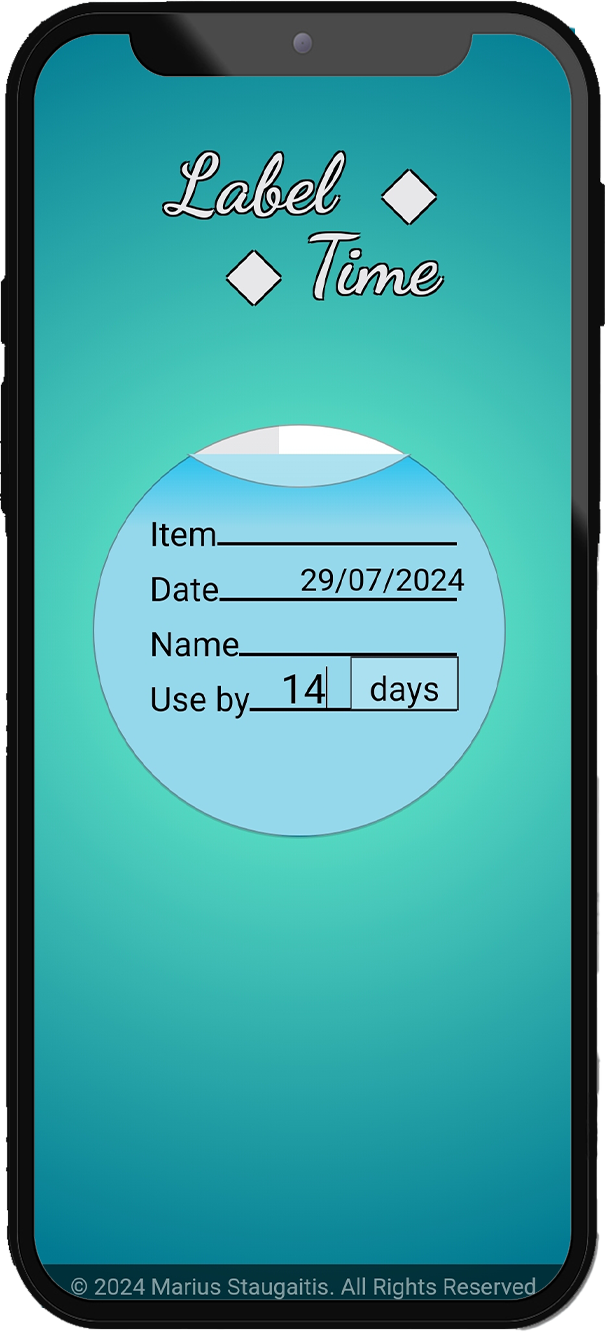 Label
Time
Item
Date 29/07/2024
Name
Use by 14 days
© 2024 Marius Staugaitis. All Rights Reserved